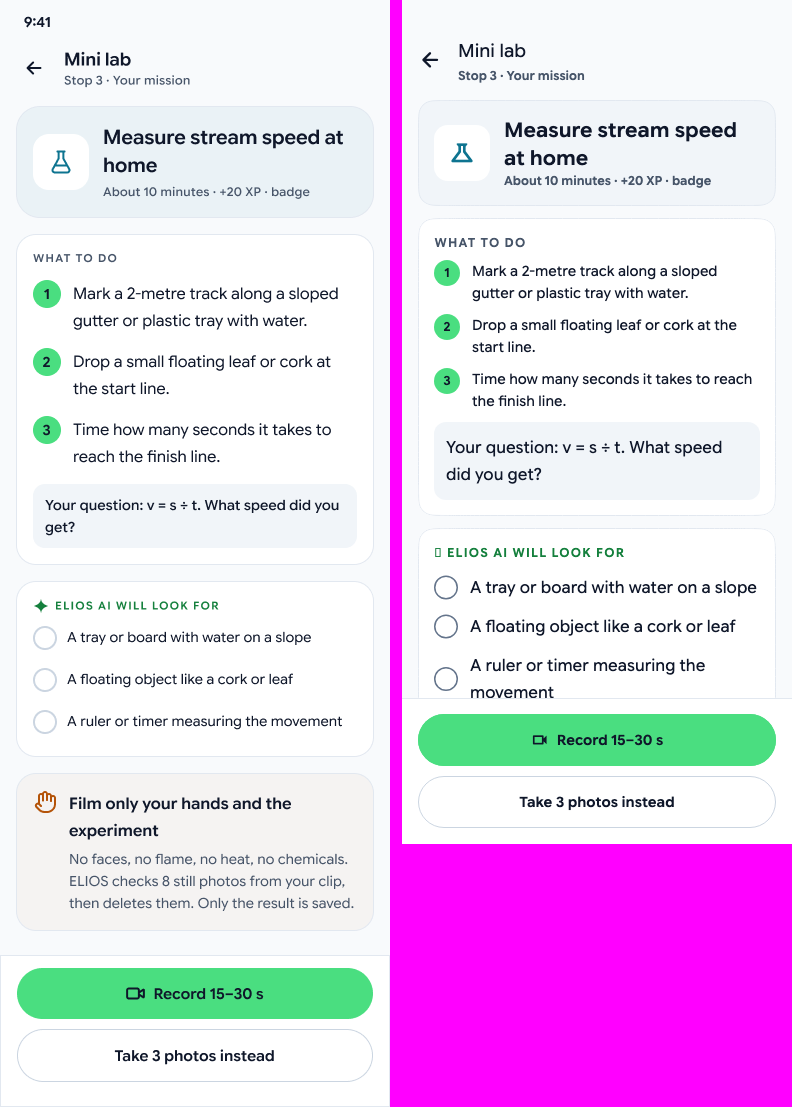 9:41
Mini lab
Stop 3 · Your mission
Measure stream speed at
home
About 10 minutes · +20 XP · badge
WHAT TO DO
1 Mark a 2-metre track along a sloped
gutter or plastic tray with water.
2 Drop a small floating leaf or cork at
the start line.
3 Time how many seconds it takes to
reach the finish line.
Your question: v = s ÷ t. What speed did you
get?
ELIOS AI WILL LOOK FOR
A tray or board with water on a slope
A floating object like a cork or leaf
A ruler or timer measuring the movement
Film only your hands and the
experiment
No faces, no flame, no heat, no chemicals.
ELIOS checks 8 still photos from your clip,
then deletes them. Only the result is saved.
Record 15–30 s
Take 3 photos instead
Mini lab
Stop 3 · Your mission
Measure stream speed
at home
About 10 minutes · +20 XP · badge
WHAT TO DO
1 Mark a 2-metre track along a sloped
gutter or plastic tray with water.
2 Drop a small floating leaf or cork at the
start line.
3 Time how many seconds it takes to reach
the finish line.
Your question: v = s ÷ t. What speed
did you get?
ELIOS AI WILL LOOK FOR
A tray or board with water on a slope
A floating object like a cork or leaf
A ruler or timer measuring the
movement
Record 15–30 s
Take 3 photos instead